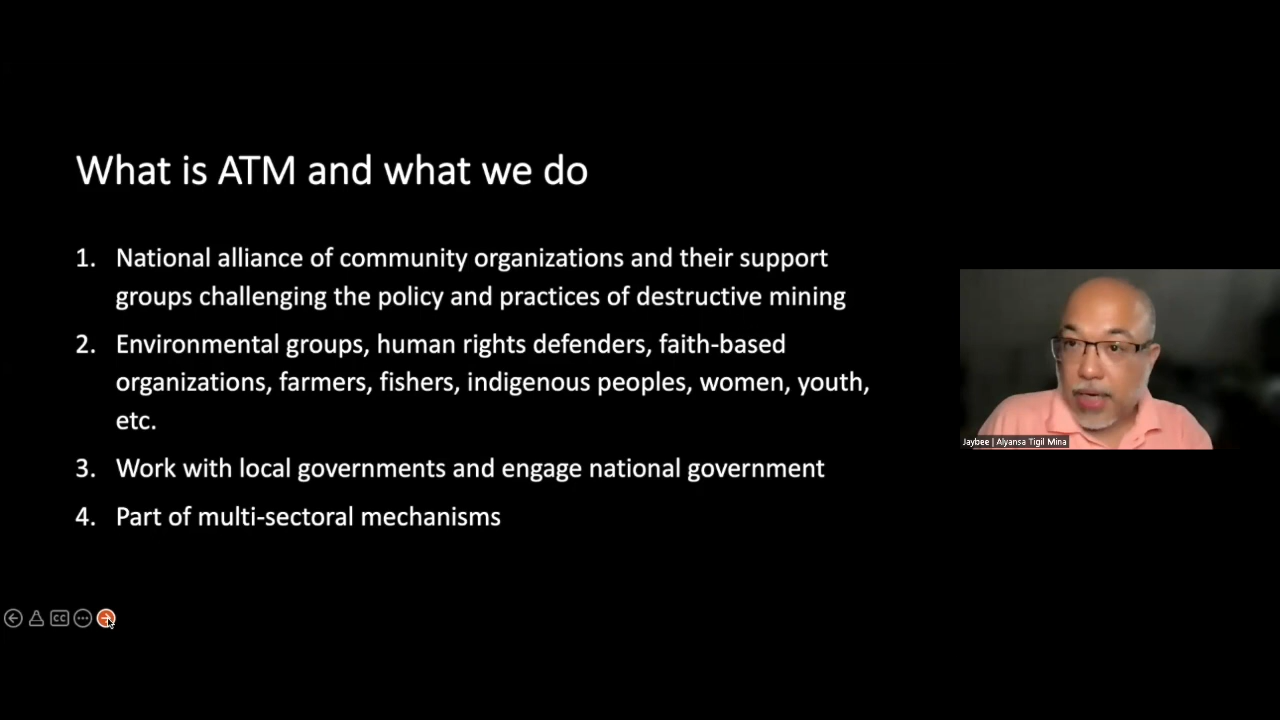 What is ATM and what we do
1. National alliance of community organizations and their support
groups challenging the policy and practices of destructive mining
2. Environmental groups, human rights defenders, faith-based
organizations, farmers, fishers, indigenous peoples, women, youth,
etc.
3. Work with local governments and engage national government
4. Part of multi-sectoral mechanisms
Jaybee | Alyansa Tigil Mina
CC